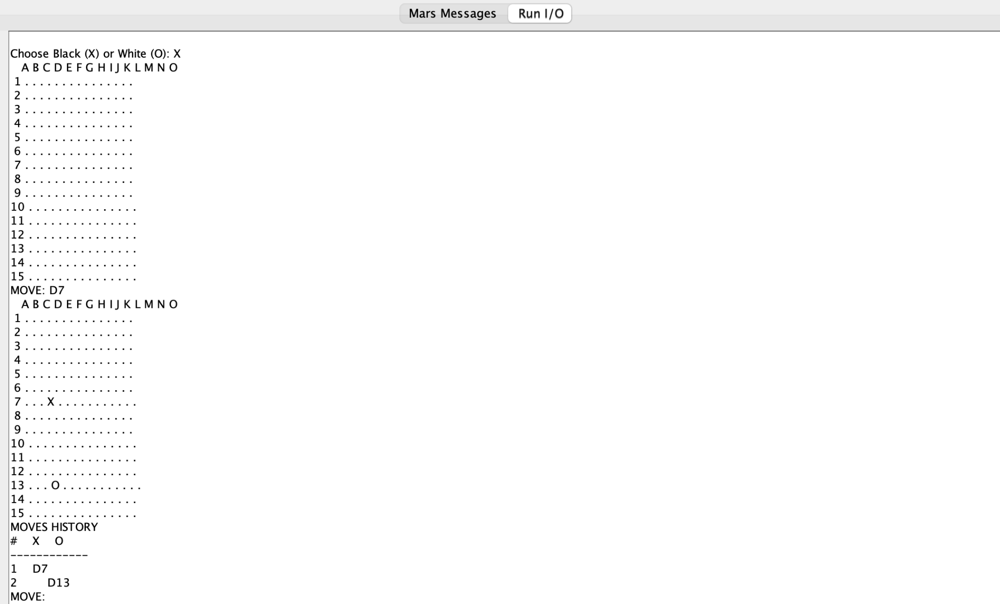 Mars Messages Run I/O
Choose Black (X) or White (O): X
A B C D E F G H I J K L M N O
1 . . . . . . . . . . . . . . .
2 . . . . . . . . . . . . . . .
3 . . . . . . . . . . . . . . .
4 . . . . . . . . . . . . . . .
5 . . . . . . . . . . . . . . .
6 . . . . . . . . . . . . . . .
7 . . . . . . . . . . . . . . .
8 . . . . . . . . . . . . . . .
9 . . . . . . . . . . . . . . .
10 . . . . . . . . . . . . . . .
11 . . . . . . . . . . . . . . .
12 . . . . . . . . . . . . . . .
13 . . . . . . . . . . . . . . .
14 . . . . . . . . . . . . . . .
15 . . . . . . . . . . . . . . .
MOVE: D7
A B C D E F G H I J K L M N O
1 . . . . . . . . . . . . . . .
2 . . . . . . . . . . . . . . .
3 . . . . . . . . . . . . . . .
4 . . . . . . . . . . . . . . .
5 . . . . . . . . . . . . . . .
6 . . . . . . . . . . . . . . .
7 . . . X . . . . . . . . . . .
8 . . . . . . . . . . . . . . .
9 . . . . . . . . . . . . . . .
10 . . . . . . . . . . . . . . .
11 . . . . . . . . . . . . . . .
12 . . . . . . . . . . . . . . .
13 . . . O . . . . . . . . . . .
14 . . . . . . . . . . . . . . .
15 . . . . . . . . . . . . . . .
MOVES HISTORY
# X O
------------
1 D7
2 D13
MOVE: